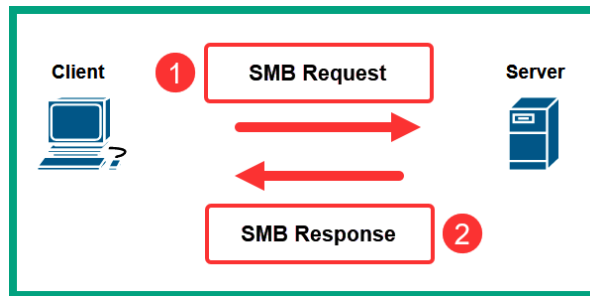 Client
1
SMB Request
Server
SMB Response
2